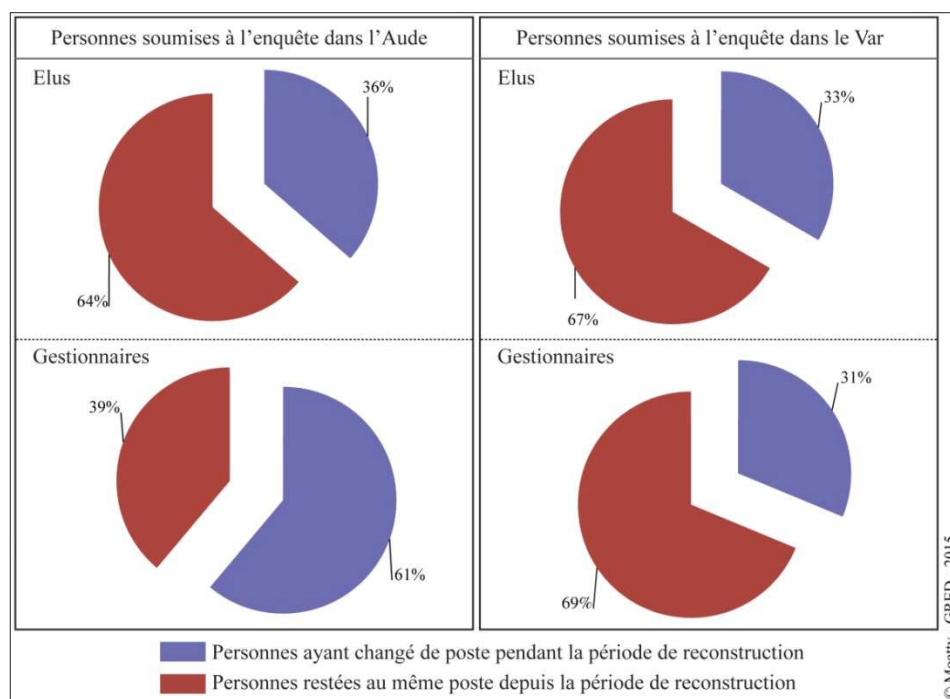 Personnes soumises à l'enquête dans l'Aude
Elus
36%
64%
Gestionnaires
39%
61%
Personnes soumises à l'enquête dans le Var
Elus
33%
67%
Gestionnaires
31%
69%
Personnes ayant changé de poste pendant la période de reconstruction
Personnes restées au même poste depuis la période de reconstruction
GRED, 2015